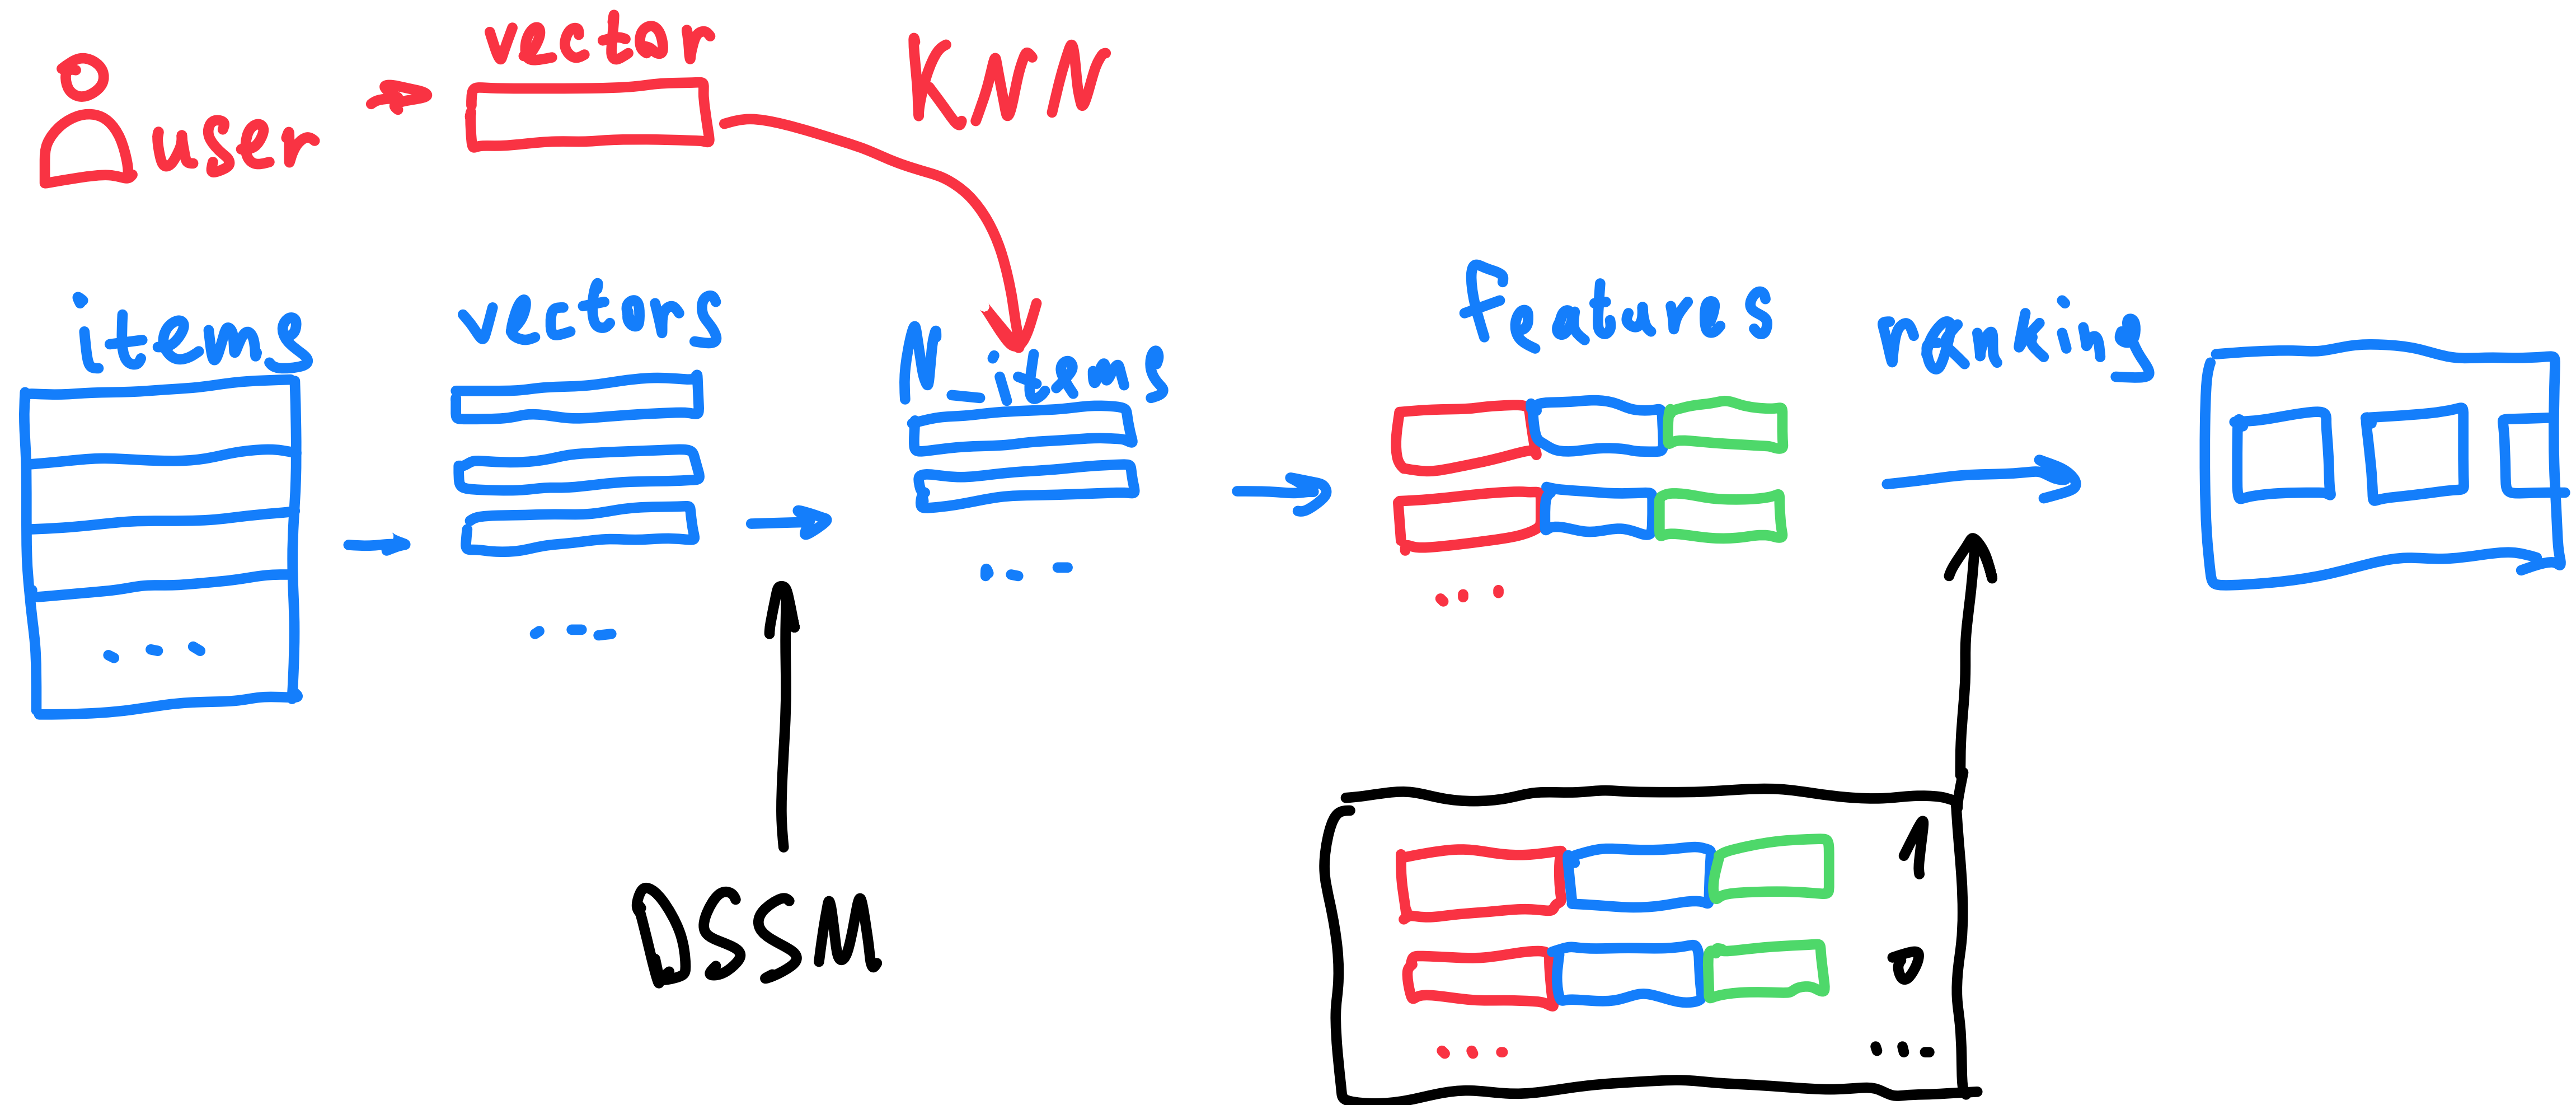 vector
KNN
user
items
vectors
N_items
features
ranking
...
...
...
...
DSSM
1
0
...
...